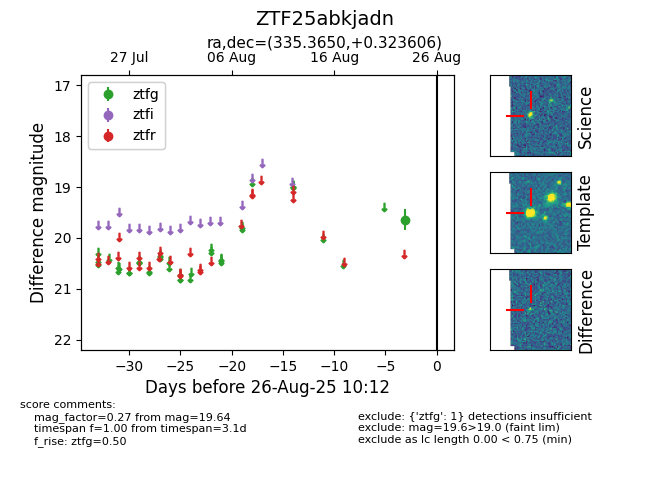 ZTF25abkjadn
ra,dec=(335.3650,+0.323606)
27 Jul 06 Aug 16 Aug 26 Aug
ztfg
ztfi
ztfr
17
18
19
20
21
22
Difference magnitude
−30 −25 −20 −15 −10 −5 0
Days before 26-Aug-25 10:12
Science
Template
Difference
score comments:
mag_factor=0.27 from mag=19.64
timespan f=1.00 from timespan=3.1d
f_rise: ztfg=0.50
exclude: {'ztfg': 1} detections insufficient
exclude: mag=19.6>19.0 (faint lim)
exclude as lc length 0.00 < 0.75 (min)